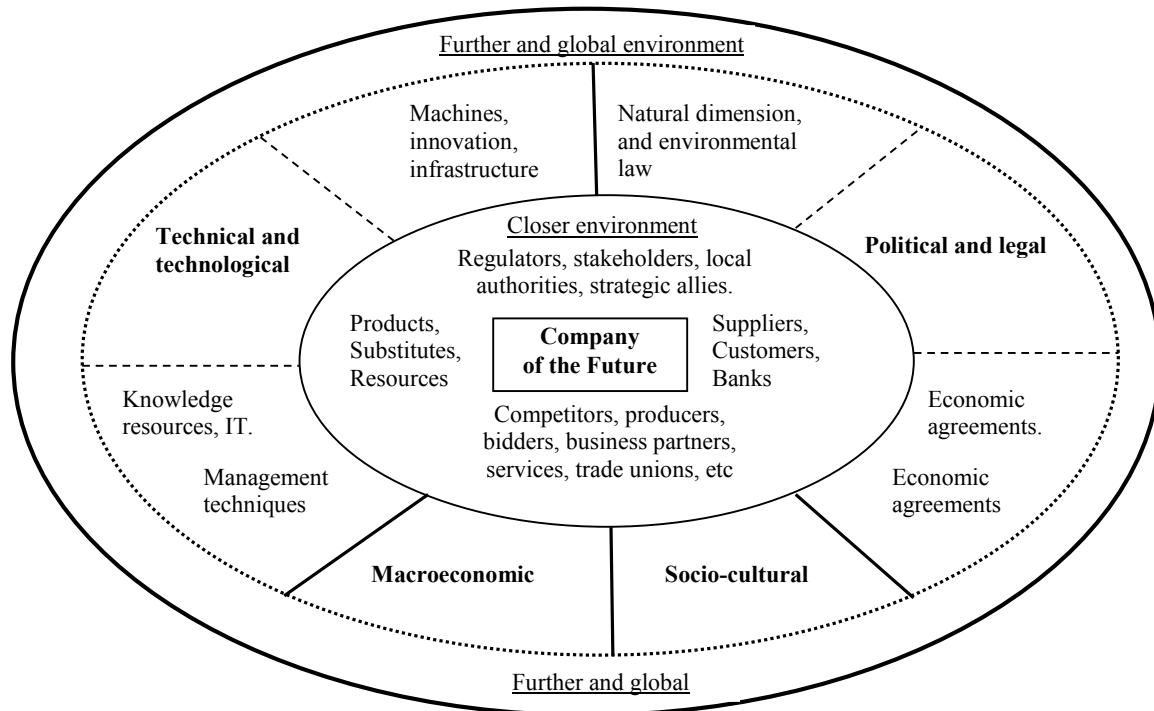 Further and global environment
Machines,
innovation,
infrastructure
Natural dimension,
and environmental
law
Technical and
technological
Closer environment
Regulators, stakeholders, local
authorities, strategic allies.
Political and legal
Products,
Substitutes,
Resources
Company
of the Future
Suppliers,
Customers,
Banks
Competitors, producers,
bidders, business partners,
services, trade unions, etc
Knowledge
resources, IT.
Management
techniques
Economic
agreements.
Economic
agreements
Macroeconomic
Socio-cultural
Further and global